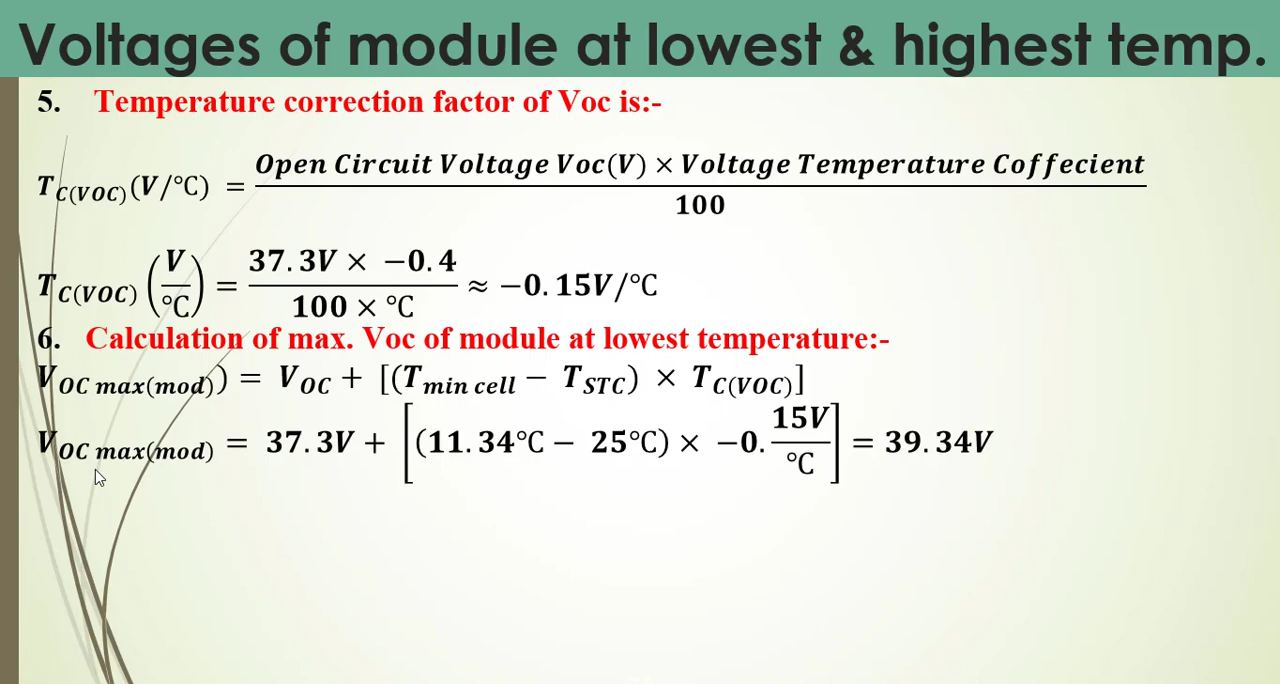 Voltages of module at lowest & highest temp.
5. Temperature correction factor of Voc is:-
T_C(VOC)(V/°C) = Open Circuit Voltage Voc(V) × Voltage Temperature Coffecient / 100
T_C(VOC) (V/°C) = 37.3V × −0.4 / 100 × °C ≈ −0.15V/°C
6. Calculation of max. Voc of module at lowest temperature:-
V_OC max(mod)) = V_OC + [(T_min cell − T_STC) × T_C(VOC)]
V_OC max(mod) = 37.3V + [(11.34°C − 25°C) × −0. 15V/°C] = 39.34V